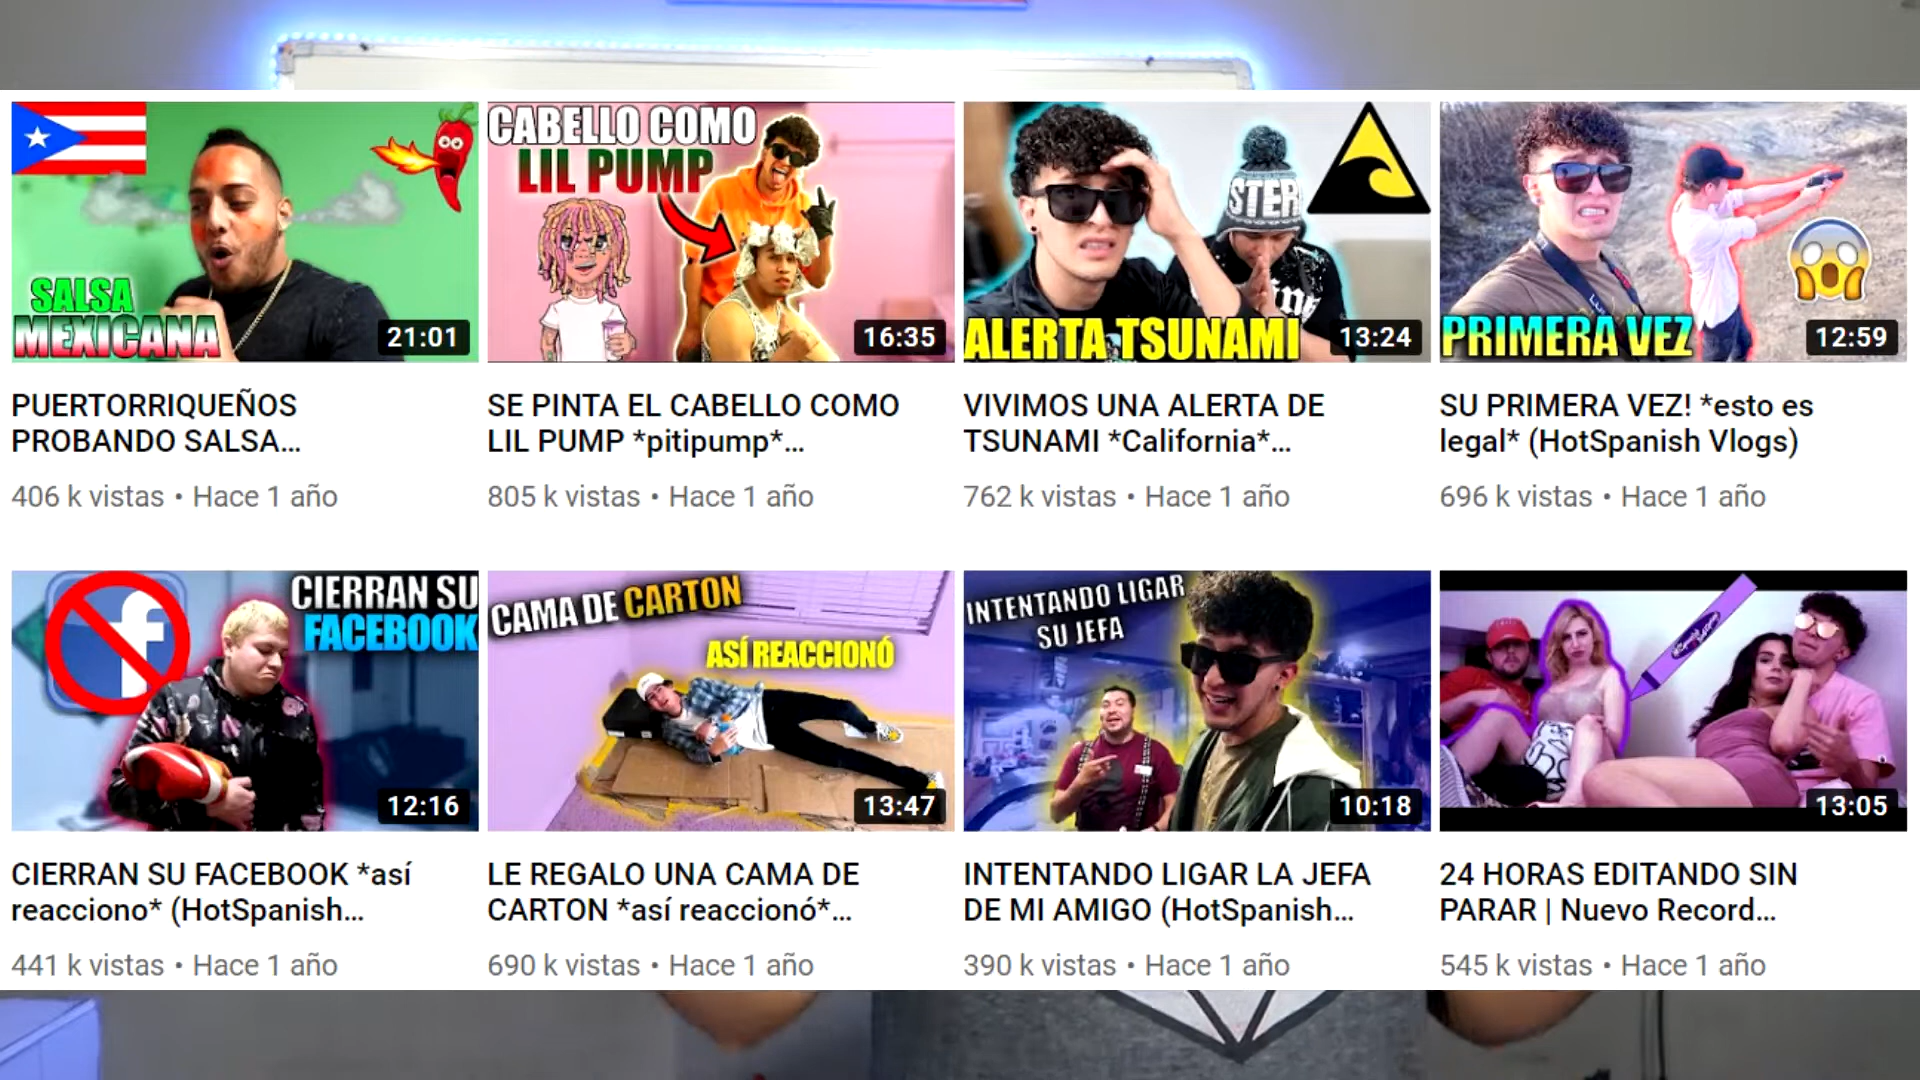 SALSA
MEXICANA
21:01
CABELLO COMO
LIL PUMP
16:35
STER
ALERTA TSUNAMI
13:24
PRIMERA VEZ
12:59
PUERTORRIQUEÑOS
PROBANDO SALSA...
406 k vistas • Hace 1 año
SE PINTA EL CABELLO COMO
LIL PUMP *pitipump*...
805 k vistas • Hace 1 año
VIVIMOS UNA ALERTA DE
TSUNAMI *California*...
762 k vistas • Hace 1 año
SU PRIMERA VEZ! *esto es
legal* (HotSpanish Vlogs)
696 k vistas • Hace 1 año
CIERRAN SU
FACEBOOK
f
12:16
CAMA DE CARTON
ASÍ REACCIONÓ
13:47
INTENTANDO LIGAR
SU JEFA
10:18
13:05
CIERRAN SU FACEBOOK *así
reacciono* (HotSpanish...
441 k vistas • Hace 1 año
LE REGALO UNA CAMA DE
CARTON *así reaccionó*...
690 k vistas • Hace 1 año
INTENTANDO LIGAR LA JEFA
DE MI AMIGO (HotSpanish...
390 k vistas • Hace 1 año
24 HORAS EDITANDO SIN
PARAR | Nuevo Record...
545 k vistas • Hace 1 año